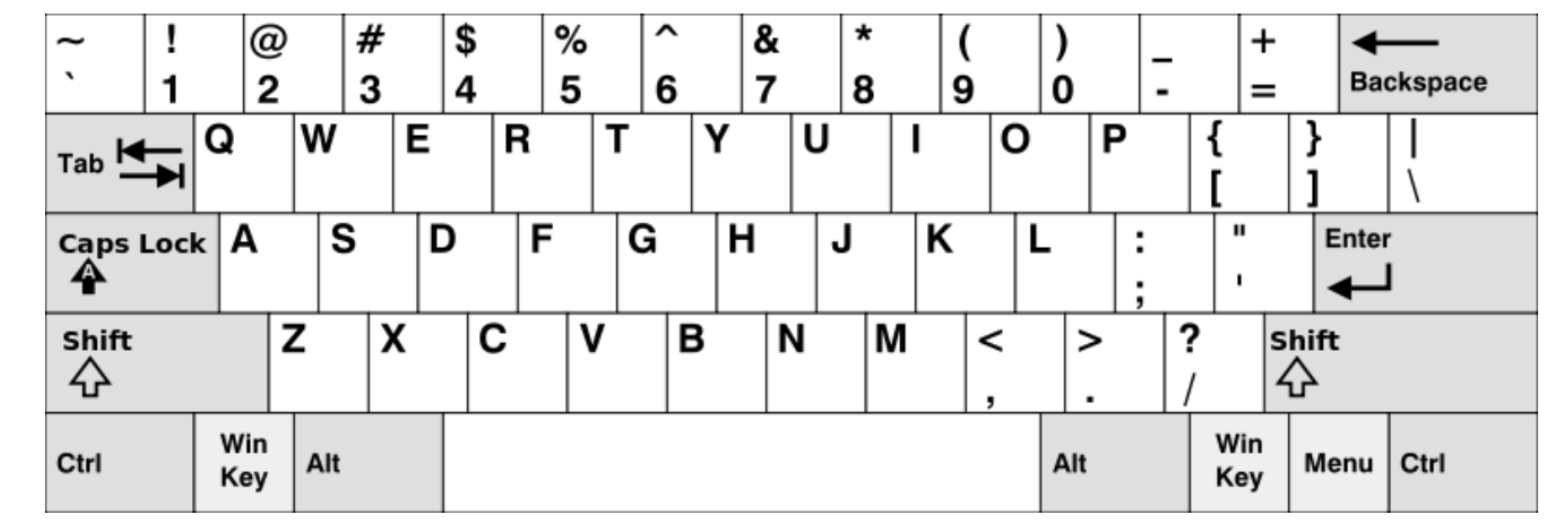 ~ ! @ # $ % ^ & * ( ) _ +
` 1 2 3 4 5 6 7 8 9 0 - = Backspace
Tab Q W E R T Y U I O P { } |
[ ] \
Caps Lock A S D F G H J K L : " Enter
A ; '
Shift Z X C V B N M < > ? Shift
, . /
Ctrl Win Key Alt Alt Win Key Menu Ctrl